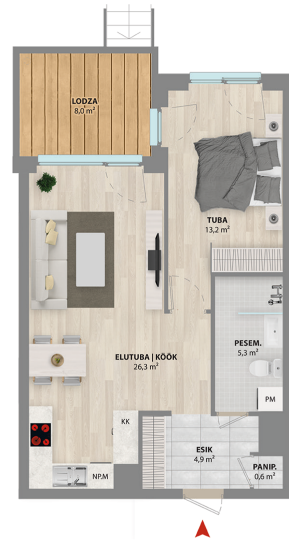 LODZA
8,0 m²
TUBA
13,2 m²
PESEM.
5,3 m²
ELUTUBA | KÖÖK
26,3 m²
PM
KK
ESIK
4,9 m²
PANIP.
0,6 m²
NP.M